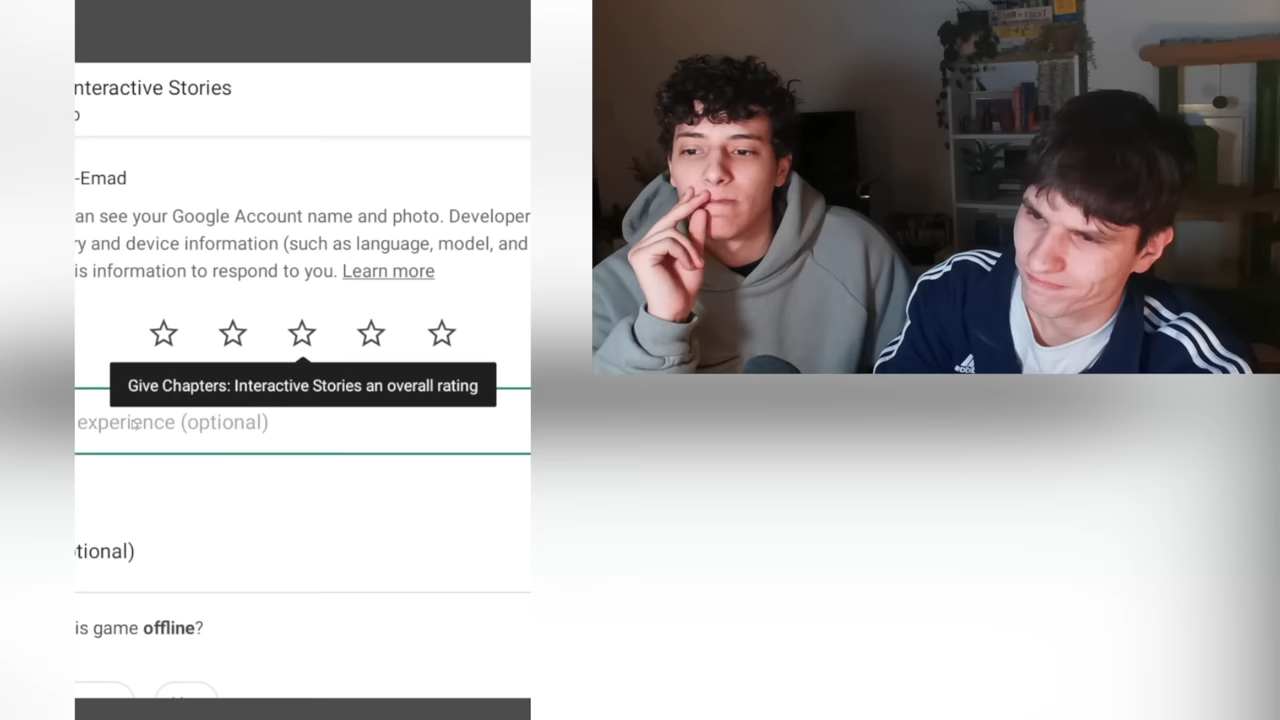 nteractive Stories
-Emad
an see your Google Account name and photo. Developer
ry and device information (such as language, model, and
is information to respond to you. Learn more
Give Chapters: Interactive Stories an overall rating
experience (optional)
tional)
is game offline?